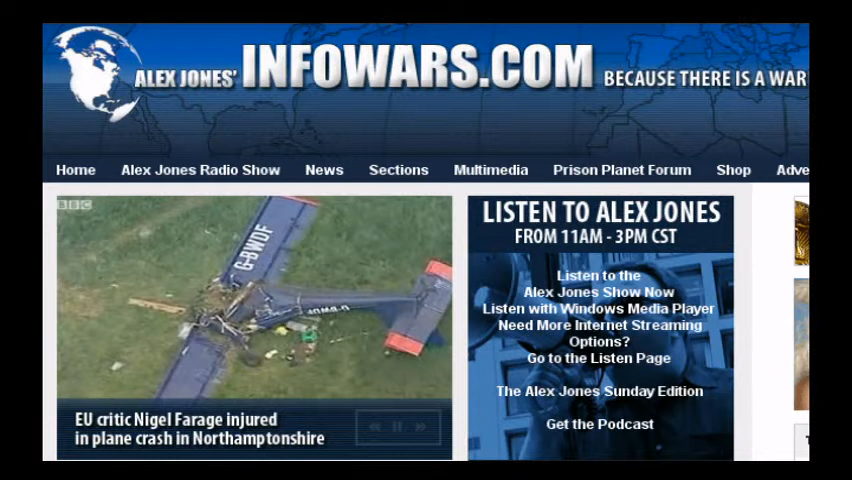 ALEX JONES' INFOWARS.COM BECAUSE THERE IS A WAR
Home Alex Jones Radio Show News Sections Multimedia Prison Planet Forum Shop Adve
BBC
G-BWDF
LISTEN TO ALEX JONES
FROM 11AM - 3PM CST
Listen to the
Alex Jones Show Now
Listen with Windows Media Player
Need More Internet Streaming
Options?
Go to the Listen Page
The Alex Jones Sunday Edition
Get the Podcast
EU critic Nigel Farage injured
in plane crash in Northamptonshire